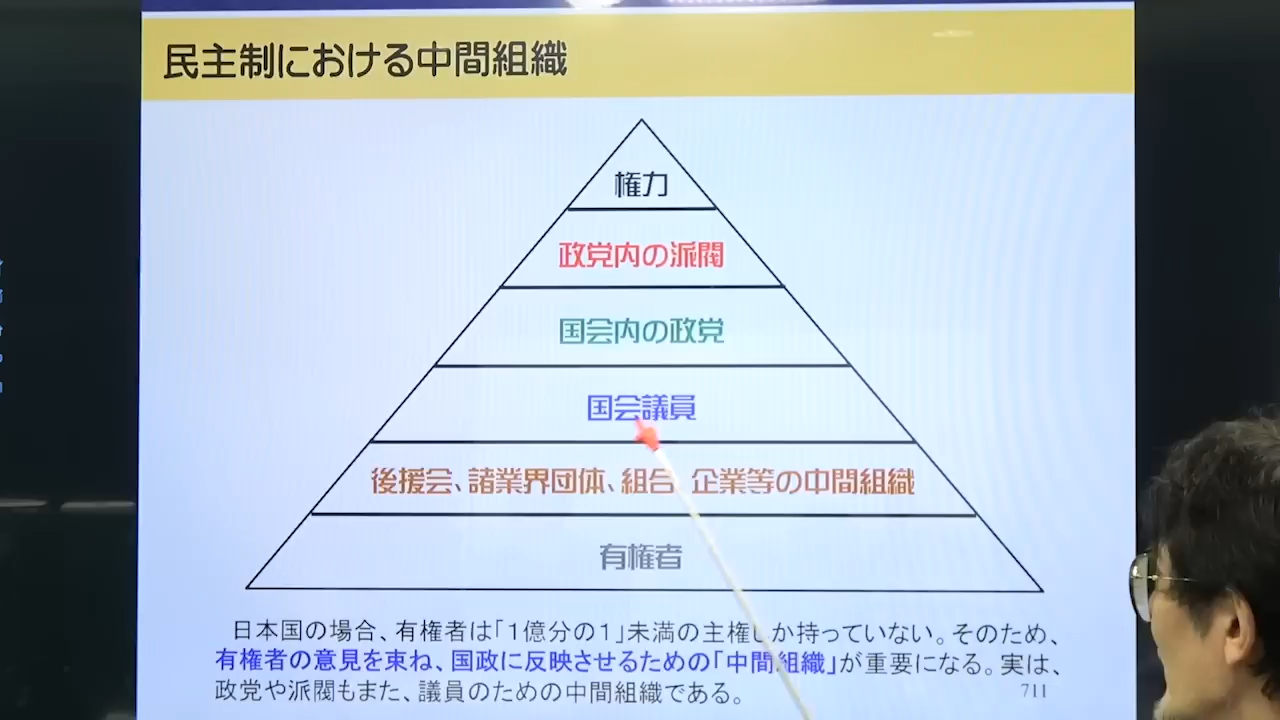 民主制における中間組織
権力
政党内の派閥
国会内の政党
国会議員
後援会、諸業界団体、組合、企業等の中間組織
有権者
日本国の場合、有権者は「1億分の1」未満の主権しか持っていない。そのため、
有権者の意見を束ね、国政に反映させるための「中間組織」が重要になる。実は、
政党や派閥もまた、議員のための中間組織である。
711